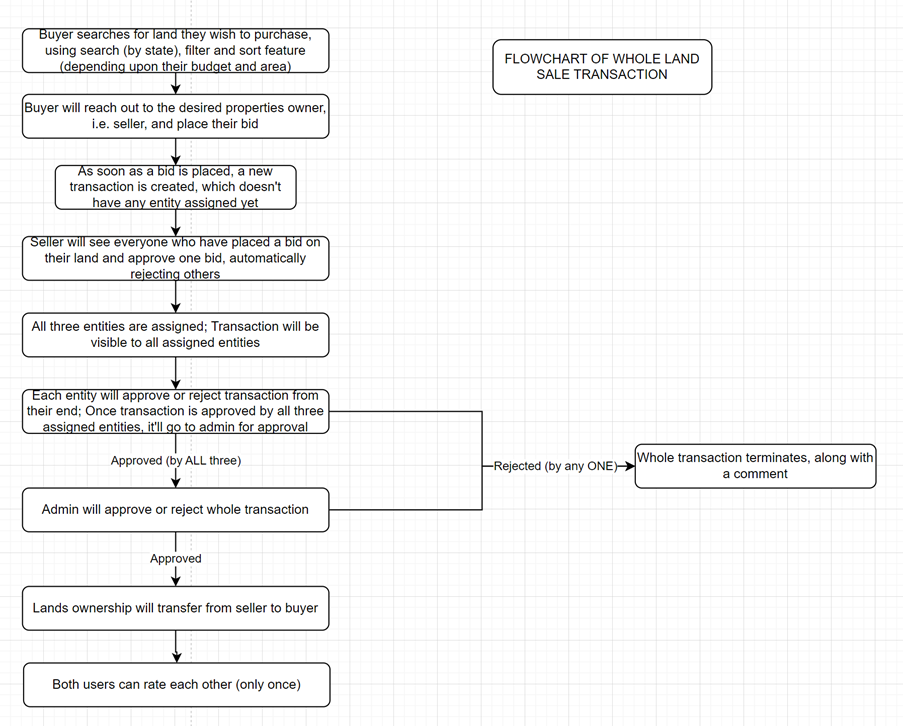 Buyer searches for land they wish to purchase,
using search (by state), filter and sort feature
(depending upon their budget and area)
FLOWCHART OF WHOLE LAND
SALE TRANSACTION
Buyer will reach out to the desired properties owner,
i.e. seller, and place their bid
As soon as a bid is placed, a new
transaction is created, which doesn't
have any entity assigned yet
Seller will see everyone who have placed a bid on
their land and approve one bid, automatically
rejecting others
All three entities are assigned; Transaction will be
visible to all assigned entities
Each entity will approve or reject transaction from
their end; Once transaction is approved by all three
assigned entities, it'll go to admin for approval
Approved (by ALL three)
Rejected (by any ONE)
Whole transaction terminates, along with
a comment
Admin will approve or reject whole transaction
Approved
Lands ownership will transfer from seller to buyer
Both users can rate each other (only once)